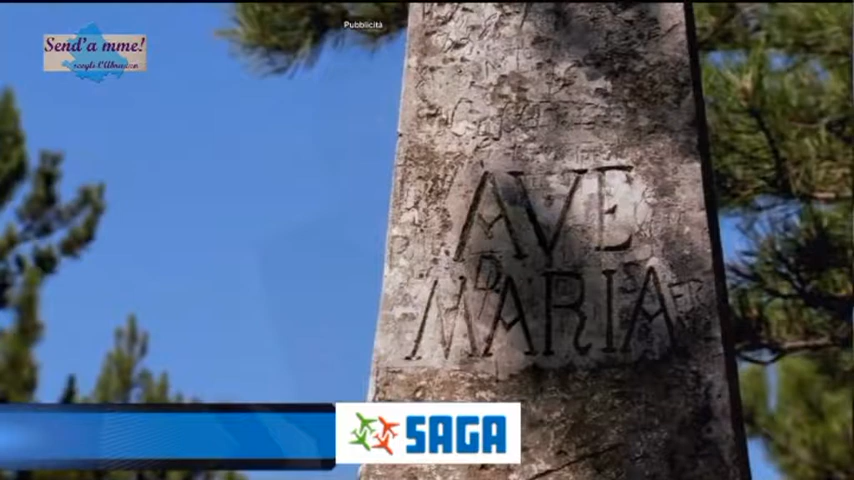 Pubblicità
Send'a mme!
scegli l'Abruzzo
AVE
MARIA
SAGA